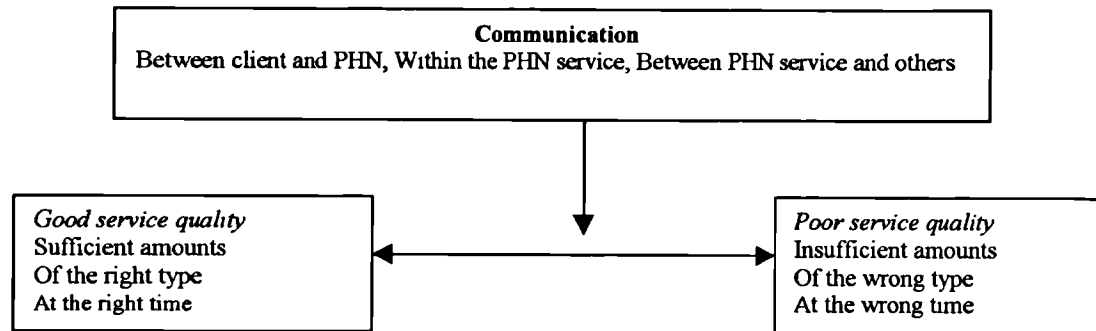 Communication
Between client and PHN, Within the PHN service, Between PHN service and others
Good service quality
Sufficient amounts
Of the right type
At the right time
Poor service quality
Insufficient amounts
Of the wrong type
At the wrong time